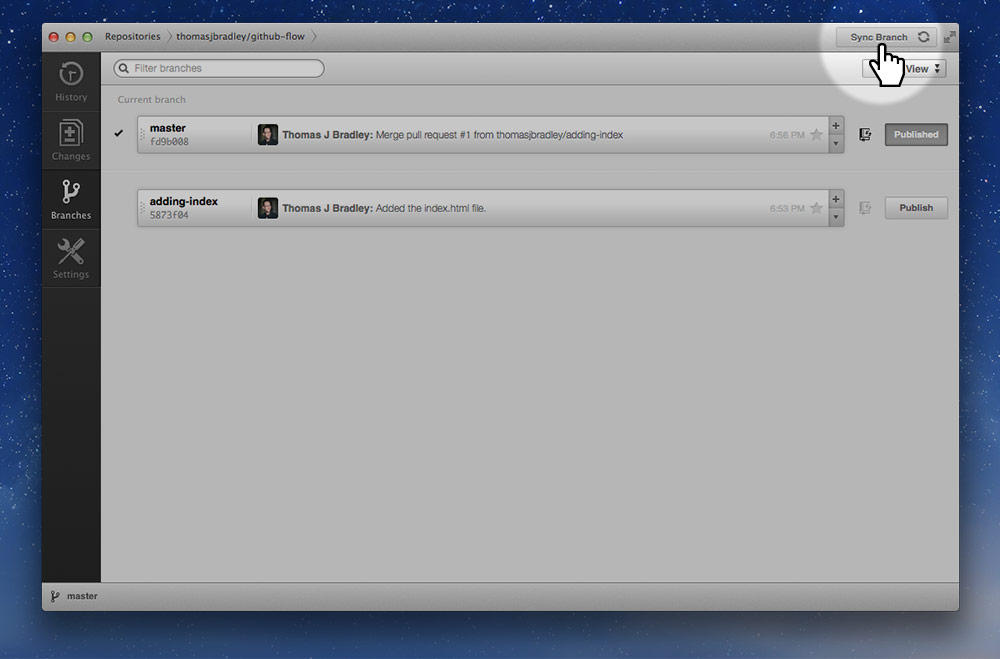 Repositories
thomasjbradley/github-flow
Sync Branch
Filter branches
View
History
Changes
Branches
Settings
Current branch
master
fd9b008
Thomas J Bradley: Merge pull request #1 from thomasjbradley/adding-index
6:56 PM
Published
adding-index
5873f04
Thomas J Bradley: Added the index.html file.
6:53 PM
Publish
master